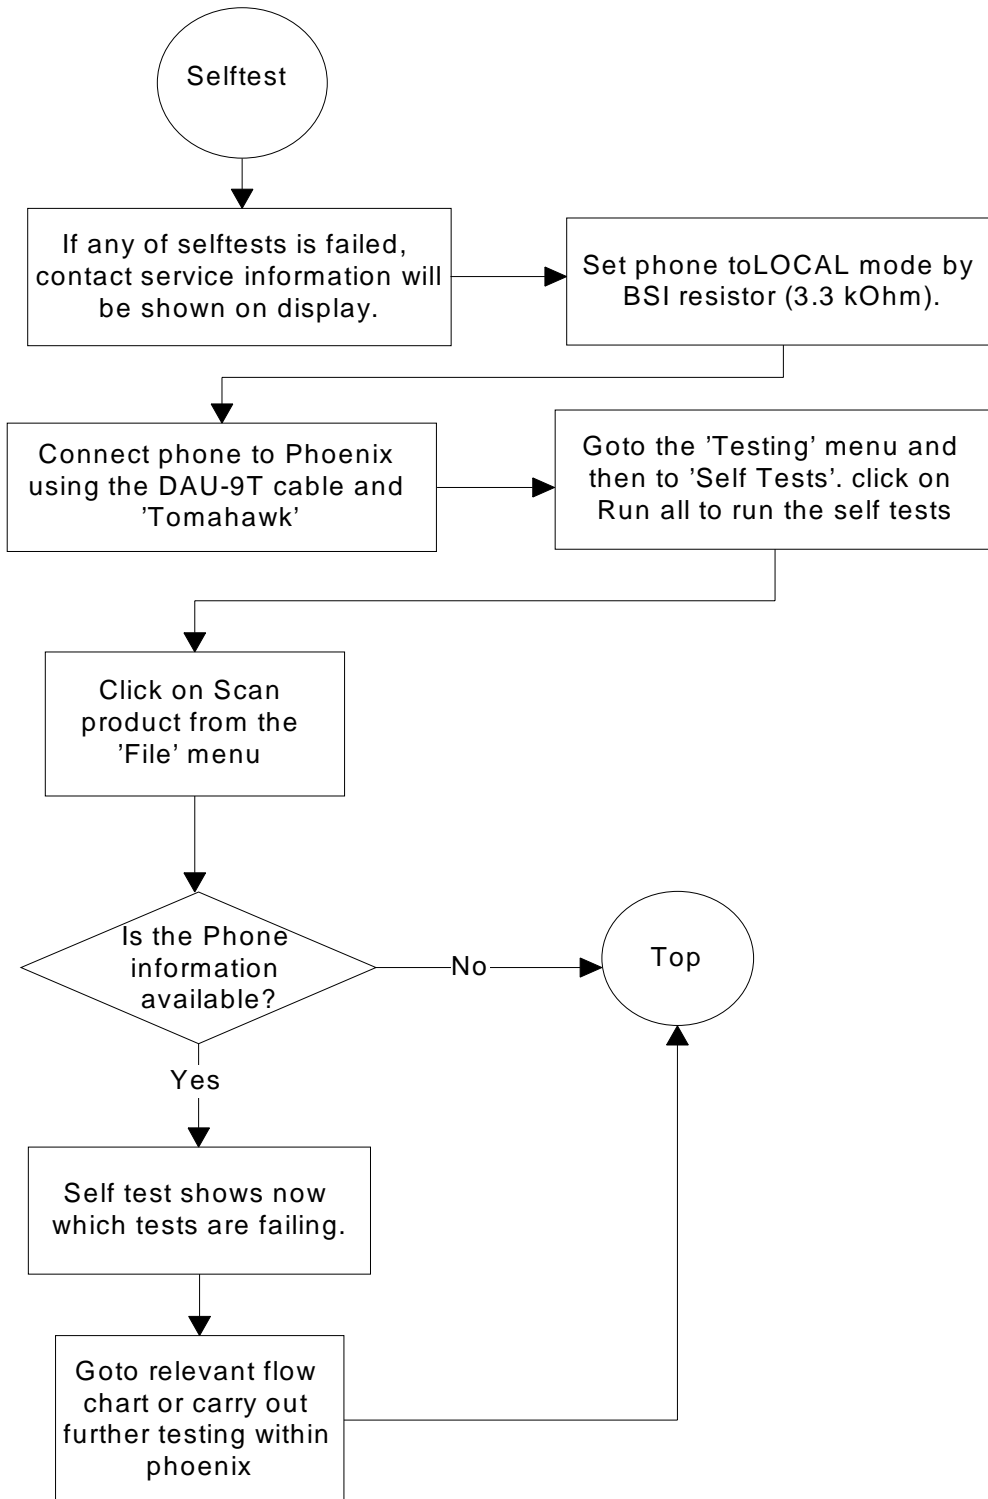 Selftest
If any of selftests is failed,
contact service information will
be shown on display.
Set phone toLOCAL mode by
BSI resistor (3.3 kOhm).
Connect phone to Phoenix
using the DAU-9T cable and
’Tomahawk’
Goto the ’Testing’ menu and
then to ’Self Tests’. click on
Run all to run the self tests
Click on Scan
product from the
’File’ menu
Is the Phone
information
available?
No
Top
Yes
Self test shows now
which tests are failing.
Goto relevant flow
chart or carry out
further testing within
phoenix